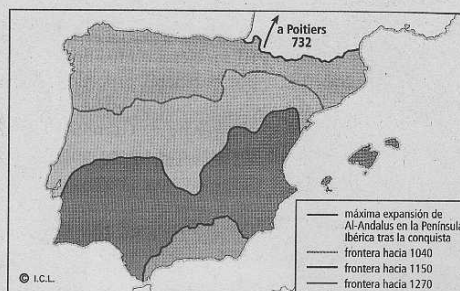 a Poitiers
732
máxima expansión de
Al-Andalus en la Península
Ibérica tras la conquista
frontera hacia 1040
frontera hacia 1150
frontera hacia 1270
© I.C.L.